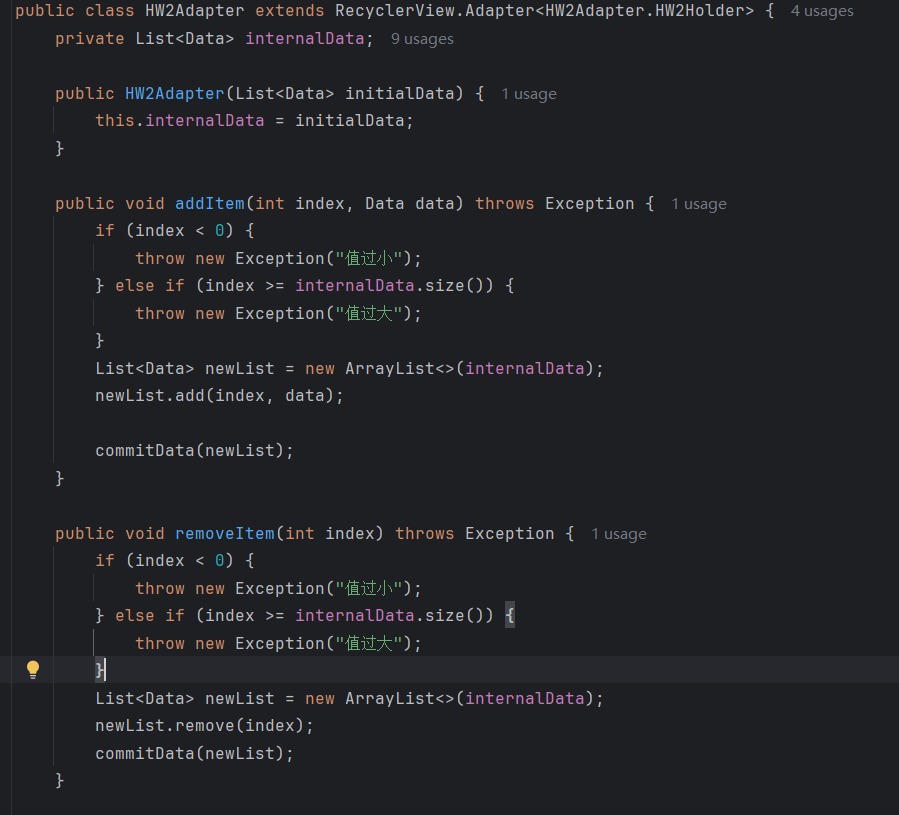 public class HW2Adapter extends RecyclerView.Adapter<HW2Adapter.HW2Holder> { 4 usages
    private List<Data> internalData; 9 usages

    public HW2Adapter(List<Data> initialData) { 1 usage
        this.internalData = initialData;
    }

    public void addItem(int index, Data data) throws Exception { 1 usage
        if (index < 0) {
            throw new Exception("值过小");
        } else if (index >= internalData.size()) {
            throw new Exception("值过大");
        }
        List<Data> newList = new ArrayList<>(internalData);
        newList.add(index, data);

        commitData(newList);
    }

    public void removeItem(int index) throws Exception { 1 usage
        if (index < 0) {
            throw new Exception("值过小");
        } else if (index >= internalData.size()) {
            throw new Exception("值过大");
        }
        List<Data> newList = new ArrayList<>(internalData);
        newList.remove(index);
        commitData(newList);
    }